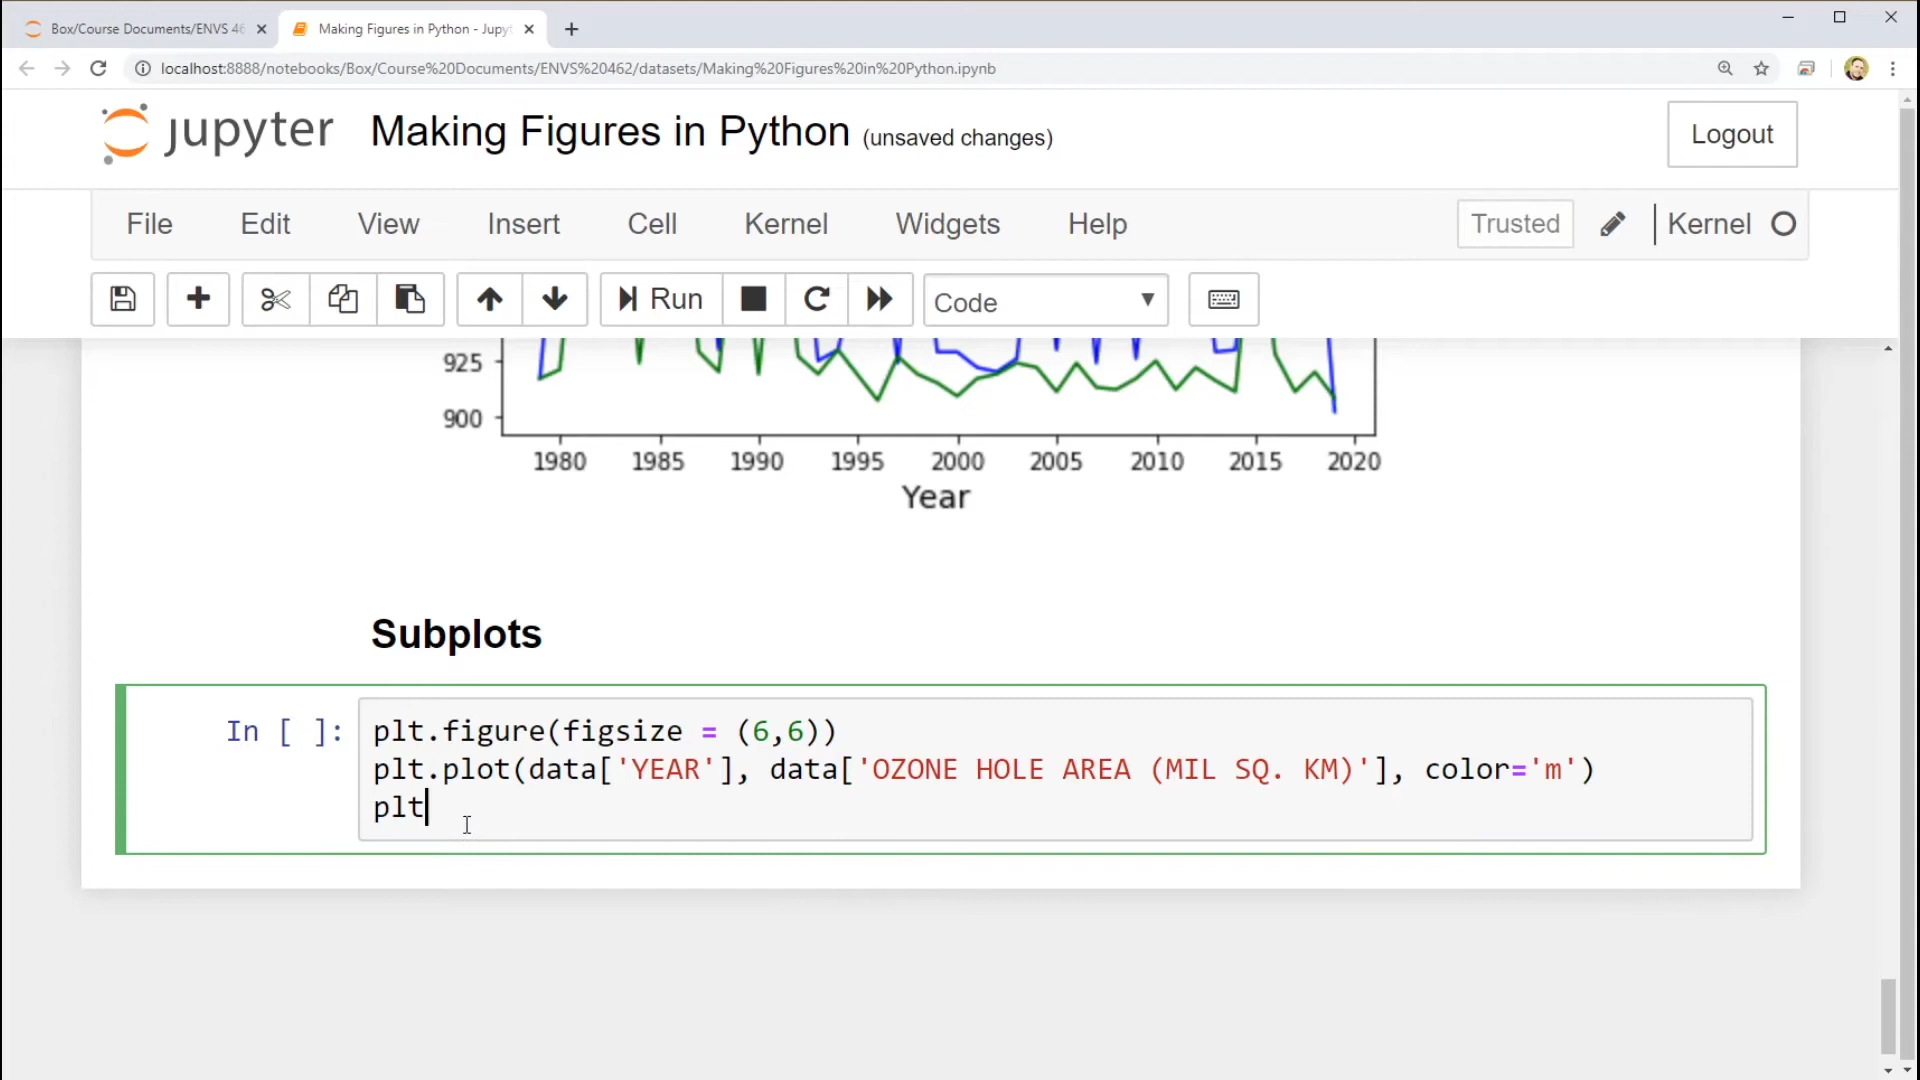 Box/Course Documents/ENVS 46
Making Figures in Python - Jupyt
localhost:8888/notebooks/Box/Course%20Documents/ENVS%20462/datasets/Making%20Figures%20in%20Python.ipynb
jupyter Making Figures in Python (unsaved changes) Logout
File Edit View Insert Cell Kernel Widgets Help Trusted Kernel
Run Code
925
900
1980 1985 1990 1995 2000 2005 2010 2015 2020
Year
Subplots
In [ ]: plt.figure(figsize = (6,6))
plt.plot(data['YEAR'], data['OZONE HOLE AREA (MIL SQ. KM)'], color='m')
plt